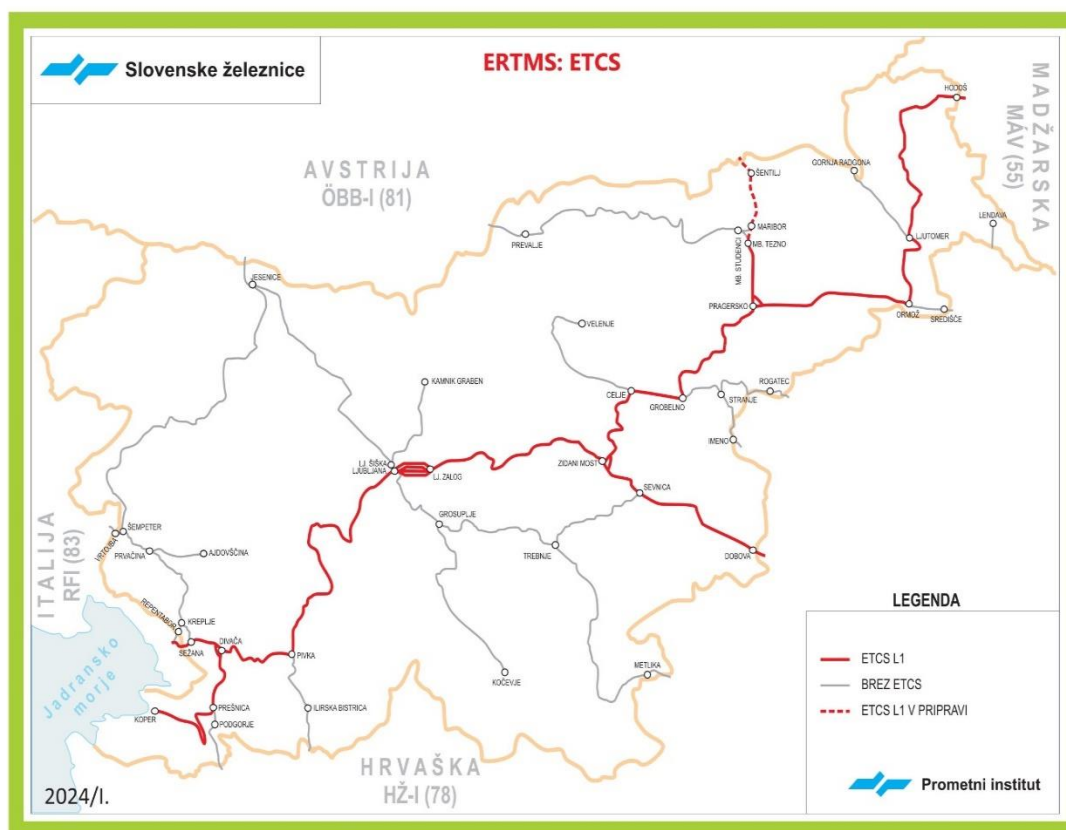 Slovenske železnice
ERTMS: ETCS
MADŽARSKA
MÁV (55)
AVSTRIJA
ÖBB-I (81)
HODOŠ
GORNJA RADGONA
ŠENTILJ
LENDAVA
PREVALJE
MARIBOR
MB. STUDENCI
MB. TEZNO
LJUTOMER
JESENICE
PRAGERSKO
ORMOŽ
SREDIŠČE
VELENJE
KAMNIK GRABEN
CELJE
GROBELNO
STRANJE
ROGATEC
IMENO
LJ. ŠIŠKA
LJUBLJANA
LJ. ZALOG
ZIDANI MOST
SEVNICA
GROSUPLJE
ŠEMPETER
VRTOJBA
PRVAČINA
AJDOVŠČINA
TREBNJE
DOBOVA
ITALIJA
RFI (83)
REPENTABOR
KREPLJE
SEŽANA
DIVAČA
PIVKA
KOČEVJE
METLIKA
Jadransko
morje
KOPER
PREŠNICA
PODGORJE
ILIRSKA BISTRICA
HRVAŠKA
HŽ-I (78)
LEGENDA
ETCS L1
BREZ ETCS
ETCS L1 V PRIPRAVI
Prometni institut
2024/I.